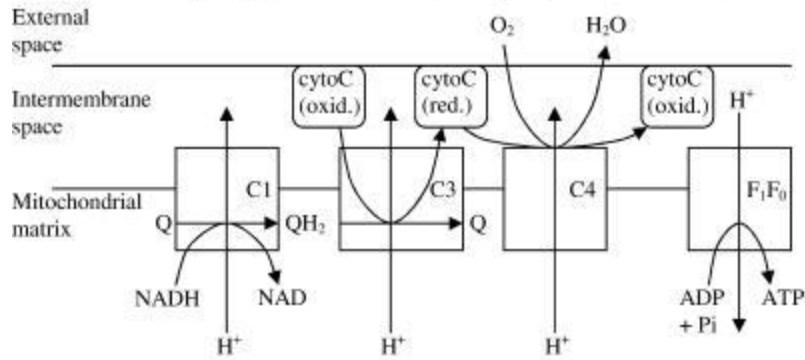 External
space
O₂
H₂O
cytoC
(oxid.)
cytoC
(red.)
cytoC
(oxid.)
Intermembrane
space
H⁺
C1
C3
C4
F₁F₀
Mitochondrial
matrix
Q
QH₂
Q
NADH
NAD
ADP
+ Pi
ATP
H⁺
H⁺
H⁺